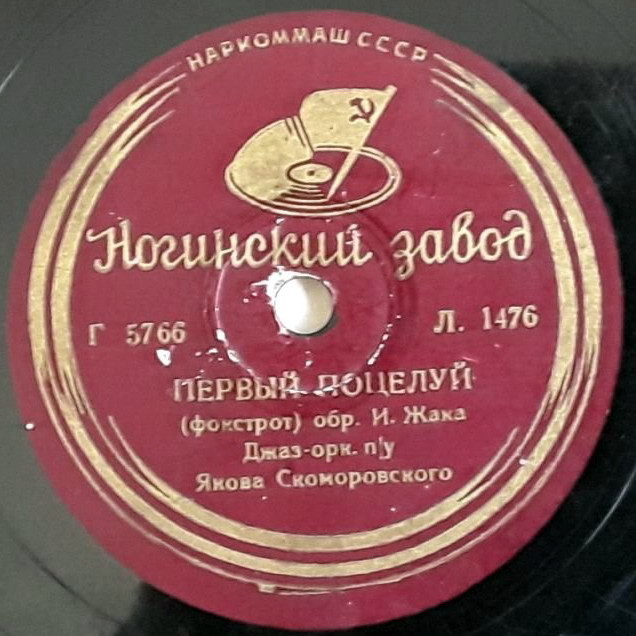 НАРКОММАШ СССР
Ногинский завод
Г 5766 Л. 1476
ПЕРВЫЙ ПОЦЕЛУЙ
(фокстрот) обр. И. Жака
Джаз-орк. п/у
Якова Скоморовского